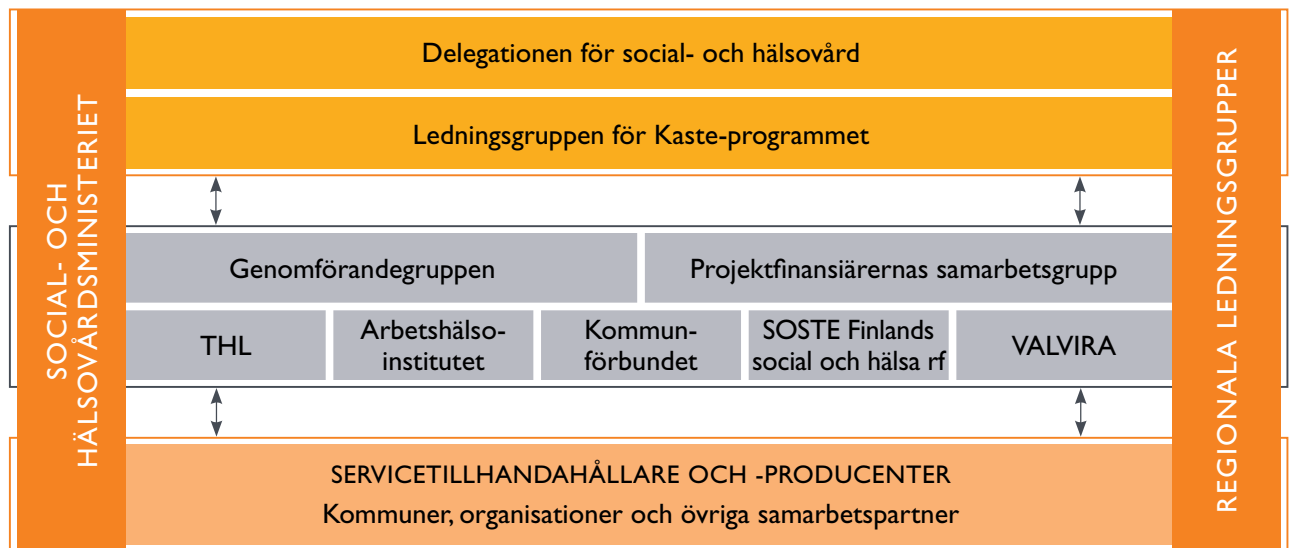 SOCIAL- OCH
HÄLSOVÅRDSMINISTERIET
Delegationen för social- och hälsovård
Ledningsgruppen för Kaste-programmet
Genomförandegruppen
Projektfinansiärernas samarbetsgrupp
THL
Arbetshälso-
institutet
Kommun-
förbundet
SOSTE Finlands
social och hälsa rf
VALVIRA
SERVICETILLHANDAHÅLLARE OCH -PRODUCENTER
Kommuner, organisationer och övriga samarbetspartner
REGIONALA LEDNINGSGRUPPER